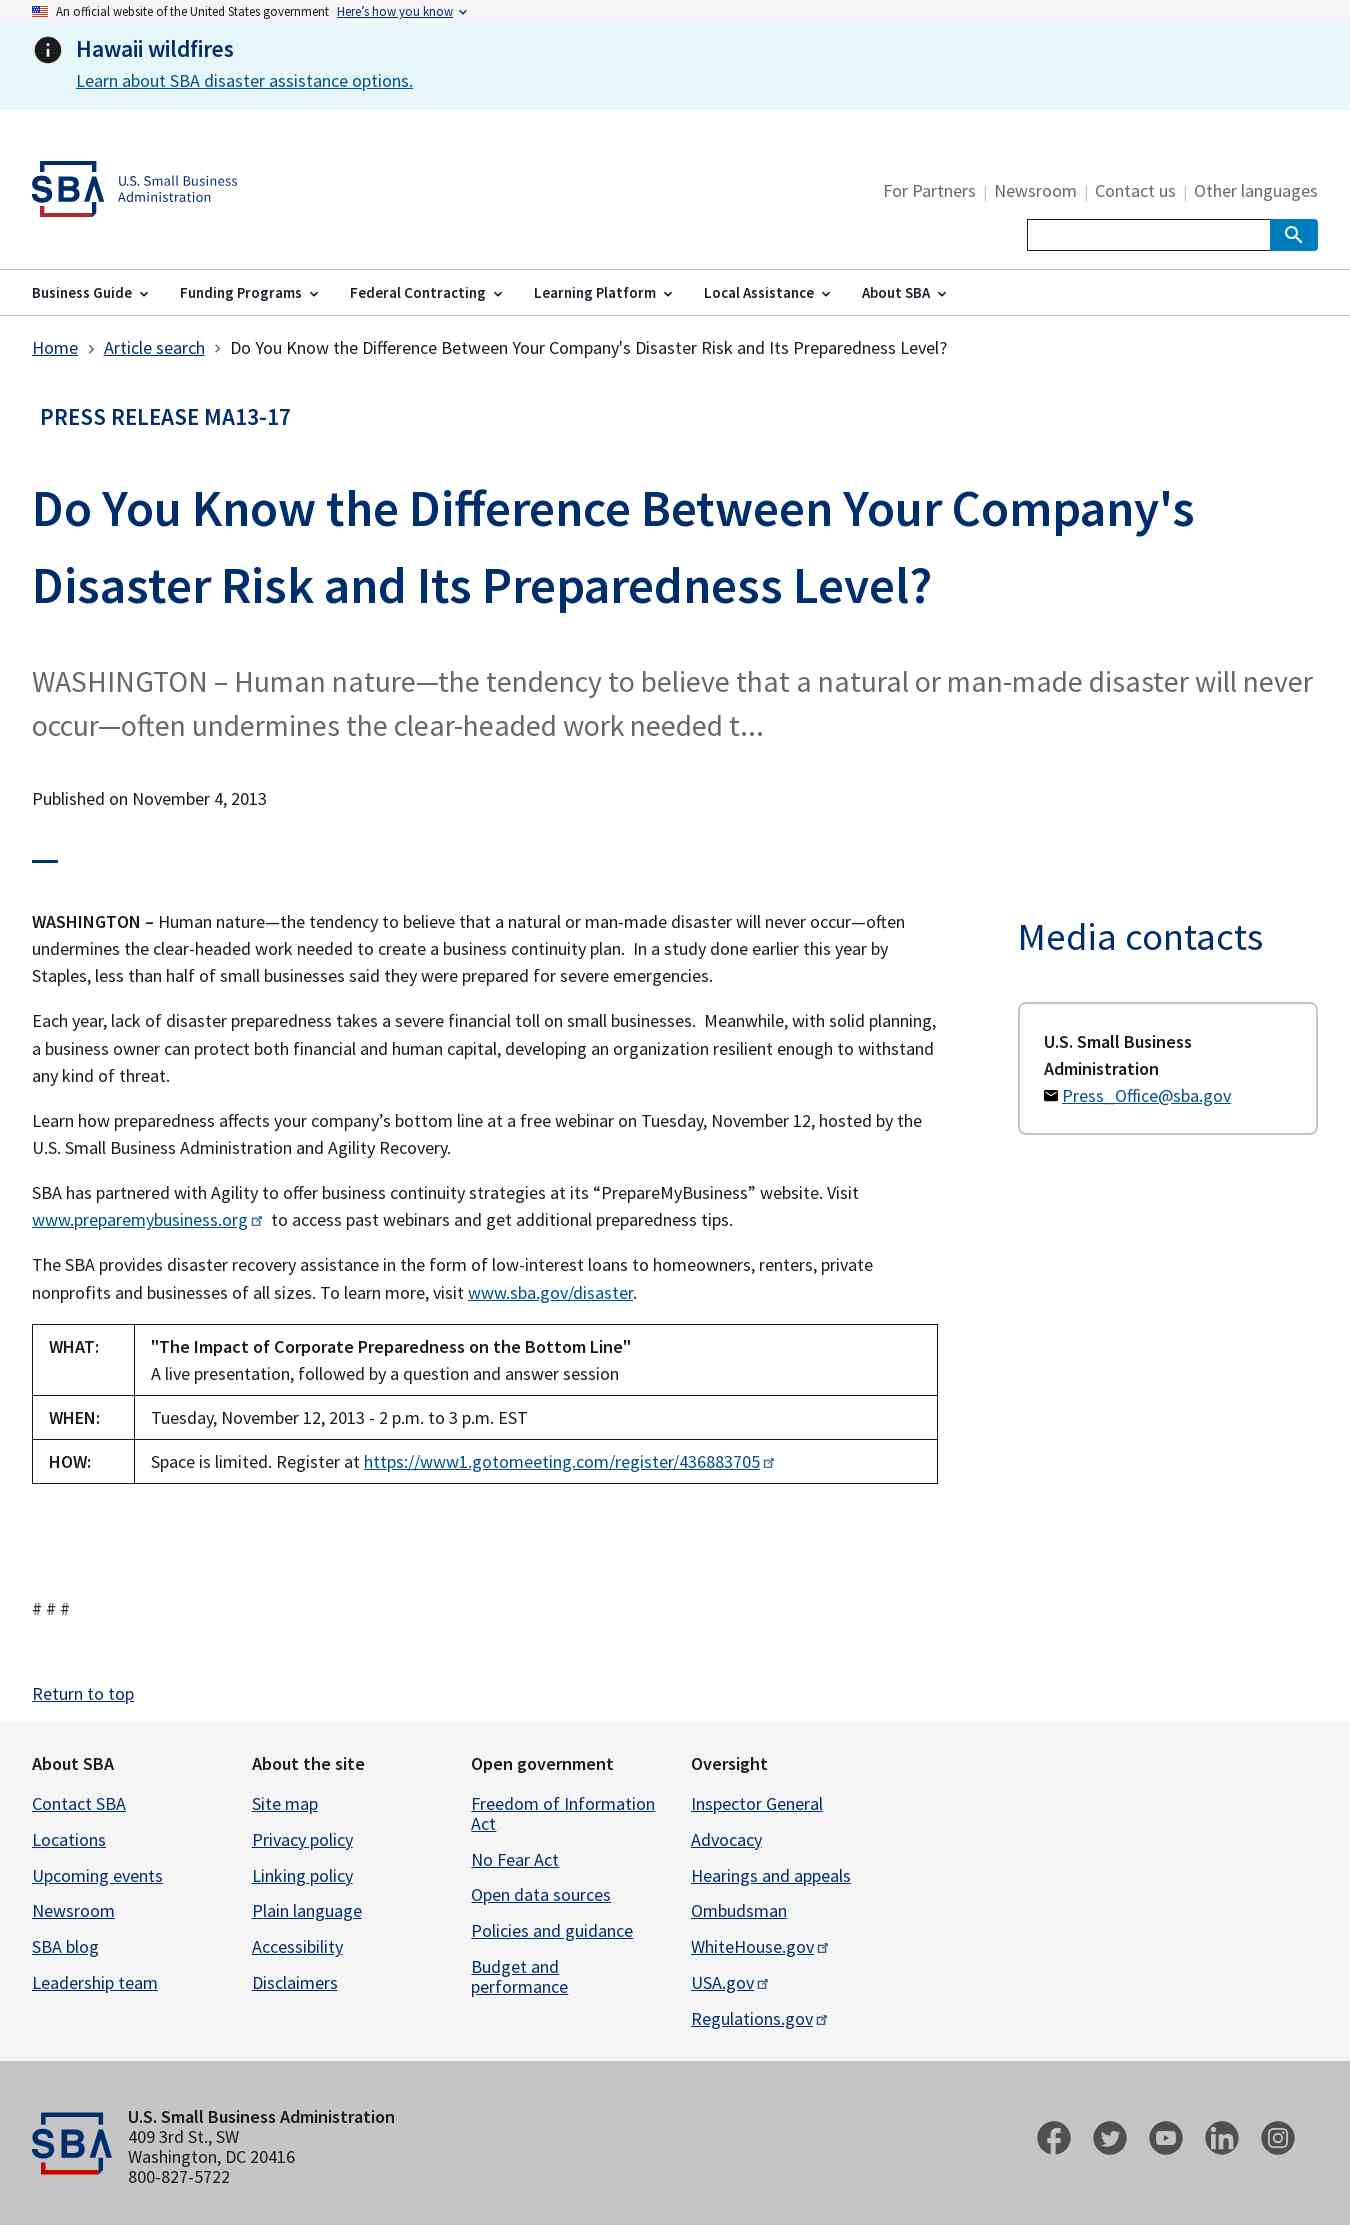 An official website of the United States government Here’s how you know
Hawaii wildfires
Learn about SBA disaster assistance options.
SBA U.S. Small Business
Administration
For Partners | Newsroom | Contact us | Other languages
Business Guide Funding Programs Federal Contracting Learning Platform Local Assistance About SBA
Home Article search Do You Know the Difference Between Your Company's Disaster Risk and Its Preparedness Level?
PRESS RELEASE MA13-17
Do You Know the Difference Between Your Company's
Disaster Risk and Its Preparedness Level?
WASHINGTON – Human nature—the tendency to believe that a natural or man-made disaster will never
occur—often undermines the clear-headed work needed t...
Published on November 4, 2013
WASHINGTON – Human nature—the tendency to believe that a natural or man-made disaster will never occur—often
undermines the clear-headed work needed to create a business continuity plan.  In a study done earlier this year by
Staples, less than half of small businesses said they were prepared for severe emergencies.
Each year, lack of disaster preparedness takes a severe financial toll on small businesses.  Meanwhile, with solid planning,
a business owner can protect both financial and human capital, developing an organization resilient enough to withstand
any kind of threat.
Learn how preparedness affects your company’s bottom line at a free webinar on Tuesday, November 12, hosted by the
U.S. Small Business Administration and Agility Recovery.
SBA has partnered with Agility to offer business continuity strategies at its “PrepareMyBusiness” website. Visit
www.preparemybusiness.org to access past webinars and get additional preparedness tips.
The SBA provides disaster recovery assistance in the form of low-interest loans to homeowners, renters, private
nonprofits and businesses of all sizes. To learn more, visit www.sba.gov/disaster.
WHAT: "The Impact of Corporate Preparedness on the Bottom Line"
A live presentation, followed by a question and answer session
WHEN: Tuesday, November 12, 2013 - 2 p.m. to 3 p.m. EST
HOW: Space is limited. Register at https://www1.gotomeeting.com/register/436883705
# # #
Media contacts
U.S. Small Business
Administration
Press_Office@sba.gov
Return to top
About SBA
Contact SBA
Locations
Upcoming events
Newsroom
SBA blog
Leadership team
About the site
Site map
Privacy policy
Linking policy
Plain language
Accessibility
Disclaimers
Open government
Freedom of Information
Act
No Fear Act
Open data sources
Policies and guidance
Budget and
performance
Oversight
Inspector General
Advocacy
Hearings and appeals
Ombudsman
WhiteHouse.gov
USA.gov
Regulations.gov
SBA
U.S. Small Business Administration
409 3rd St., SW
Washington, DC 20416
800-827-5722